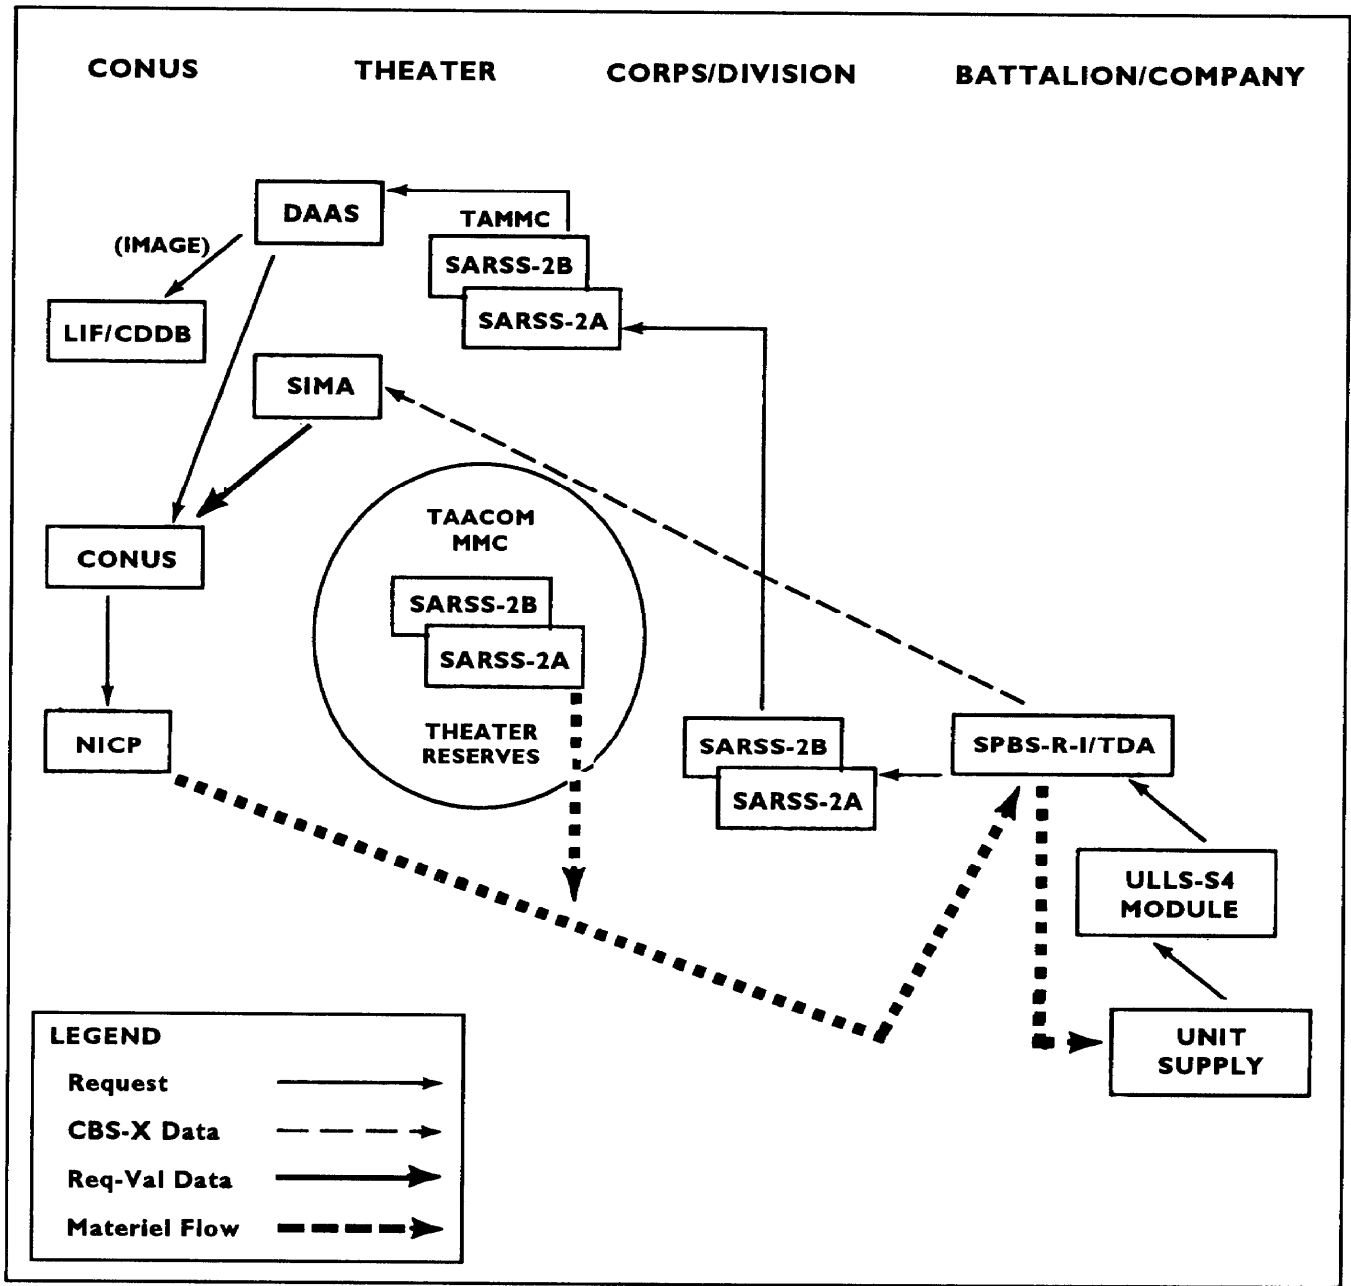 CONUS
THEATER
CORPS/DIVISION
BATTALION/COMPANY
DAAS
TAMMC
(IMAGE)
SARSS-2B
SARSS-2A
LIF/CDDB
SIMA
TAACOM
MMC
CONUS
SARSS-2B
SARSS-2A
NICP
THEATER
RESERVES
SARSS-2B
SARSS-2A
SPBS-R-I/TDA
ULLS-S4
MODULE
UNIT
SUPPLY
LEGEND
Request
CBS-X Data
Req-Val Data
Materiel Flow